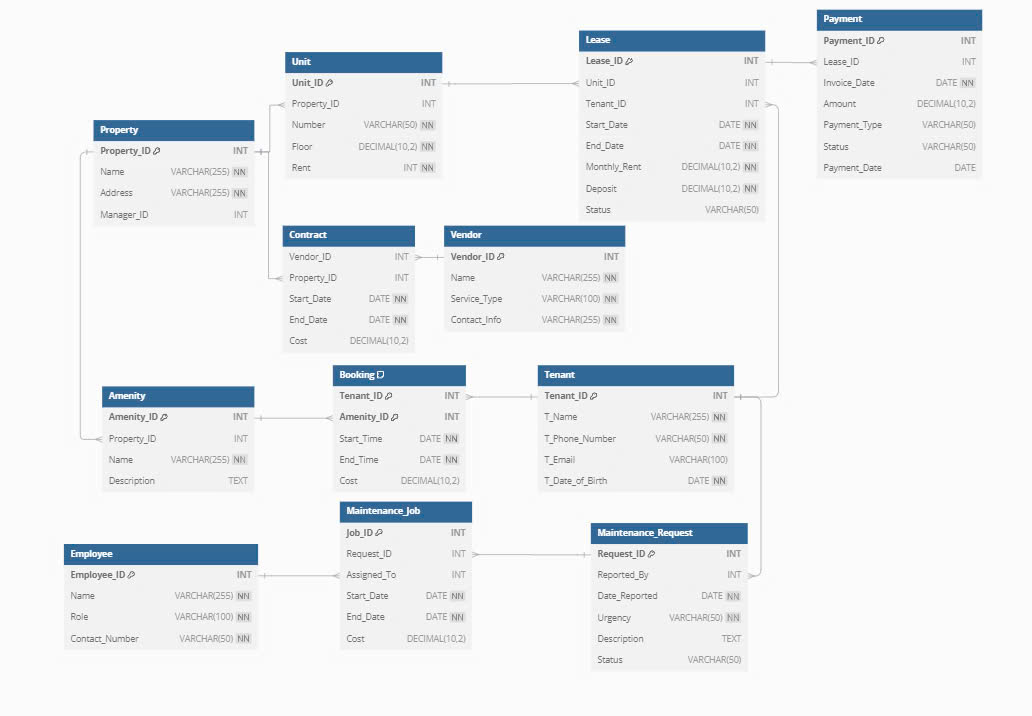 Payment
Payment_ID INT
Lease_ID INT
Invoice_Date DATE NN
Amount DECIMAL(10,2)
Payment_Type VARCHAR(50)
Status VARCHAR(50)
Payment_Date DATE
Lease
Lease_ID INT
Unit_ID INT
Tenant_ID INT
Start_Date DATE NN
End_Date DATE NN
Monthly_Rent DECIMAL(10,2) NN
Deposit DECIMAL(10,2) NN
Status VARCHAR(50)
Unit
Unit_ID INT
Property_ID INT
Number VARCHAR(50) NN
Floor DECIMAL(10,2) NN
Rent INT NN
Property
Property_ID INT
Name VARCHAR(255) NN
Address VARCHAR(255) NN
Manager_ID INT
Contract
Vendor_ID INT
Property_ID INT
Start_Date DATE NN
End_Date DATE NN
Cost DECIMAL(10,2)
Vendor
Vendor_ID INT
Name VARCHAR(255) NN
Service_Type VARCHAR(100) NN
Contact_Info VARCHAR(255) NN
Amenity
Amenity_ID INT
Property_ID INT
Name VARCHAR(255) NN
Description TEXT
Booking
Tenant_ID INT
Amenity_ID INT
Start_Time DATE NN
End_Time DATE NN
Cost DECIMAL(10,2)
Tenant
Tenant_ID INT
T_Name VARCHAR(255) NN
T_Phone_Number VARCHAR(50) NN
T_Email VARCHAR(100)
T_Date_of_Birth DATE NN
Maintenance_Job
Job_ID INT
Request_ID INT
Assigned_To INT
Start_Date DATE NN
End_Date DATE NN
Cost DECIMAL(10,2)
Maintenance_Request
Request_ID INT
Reported_By INT
Date_Reported DATE NN
Urgency VARCHAR(50) NN
Description TEXT
Status VARCHAR(50)
Employee
Employee_ID INT
Name VARCHAR(255) NN
Role VARCHAR(100) NN
Contact_Number VARCHAR(50) NN